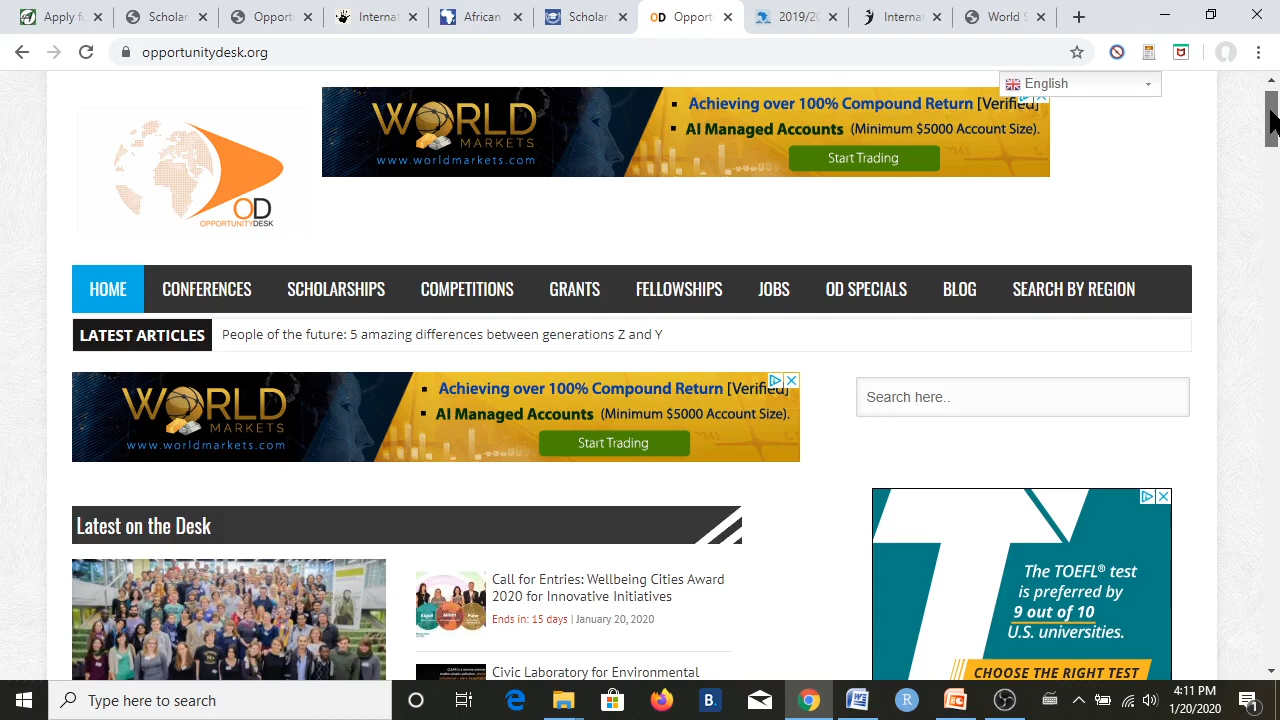 Apply f
Scholar
Opport
Internat
African
Scholar
OD Opport
2019/2
Interna
World S
opportunitydesk.org
English
WORLD
MARKETS
www.worldmarkets.com
▪ Achieving over 100% Compound Return [Verified]
▪ AI Managed Accounts (Minimum $5000 Account Size).
Start Trading
OD
OPPORTUNITYDESK
HOME CONFERENCES SCHOLARSHIPS COMPETITIONS GRANTS FELLOWSHIPS JOBS OD SPECIALS BLOG SEARCH BY REGION
LATEST ARTICLES People of the future: 5 amazing differences between generations Z and Y
WORLD
MARKETS
www.worldmarkets.com
▪ Achieving over 100% Compound Return [Verified]
▪ AI Managed Accounts (Minimum $5000 Account Size).
Start Trading
Search here..
Latest on the Desk
Call for Entries: Wellbeing Cities Award
2020 for Innovative Initiatives
Ends in: 15 days | January 20, 2020
Civic Laboratory for Environmental
The TOEFL® test
is preferred by
9 out of 10
U.S. universities.
CHOOSE THE RIGHT TEST
Type here to search
4:11 PM
1/20/2020